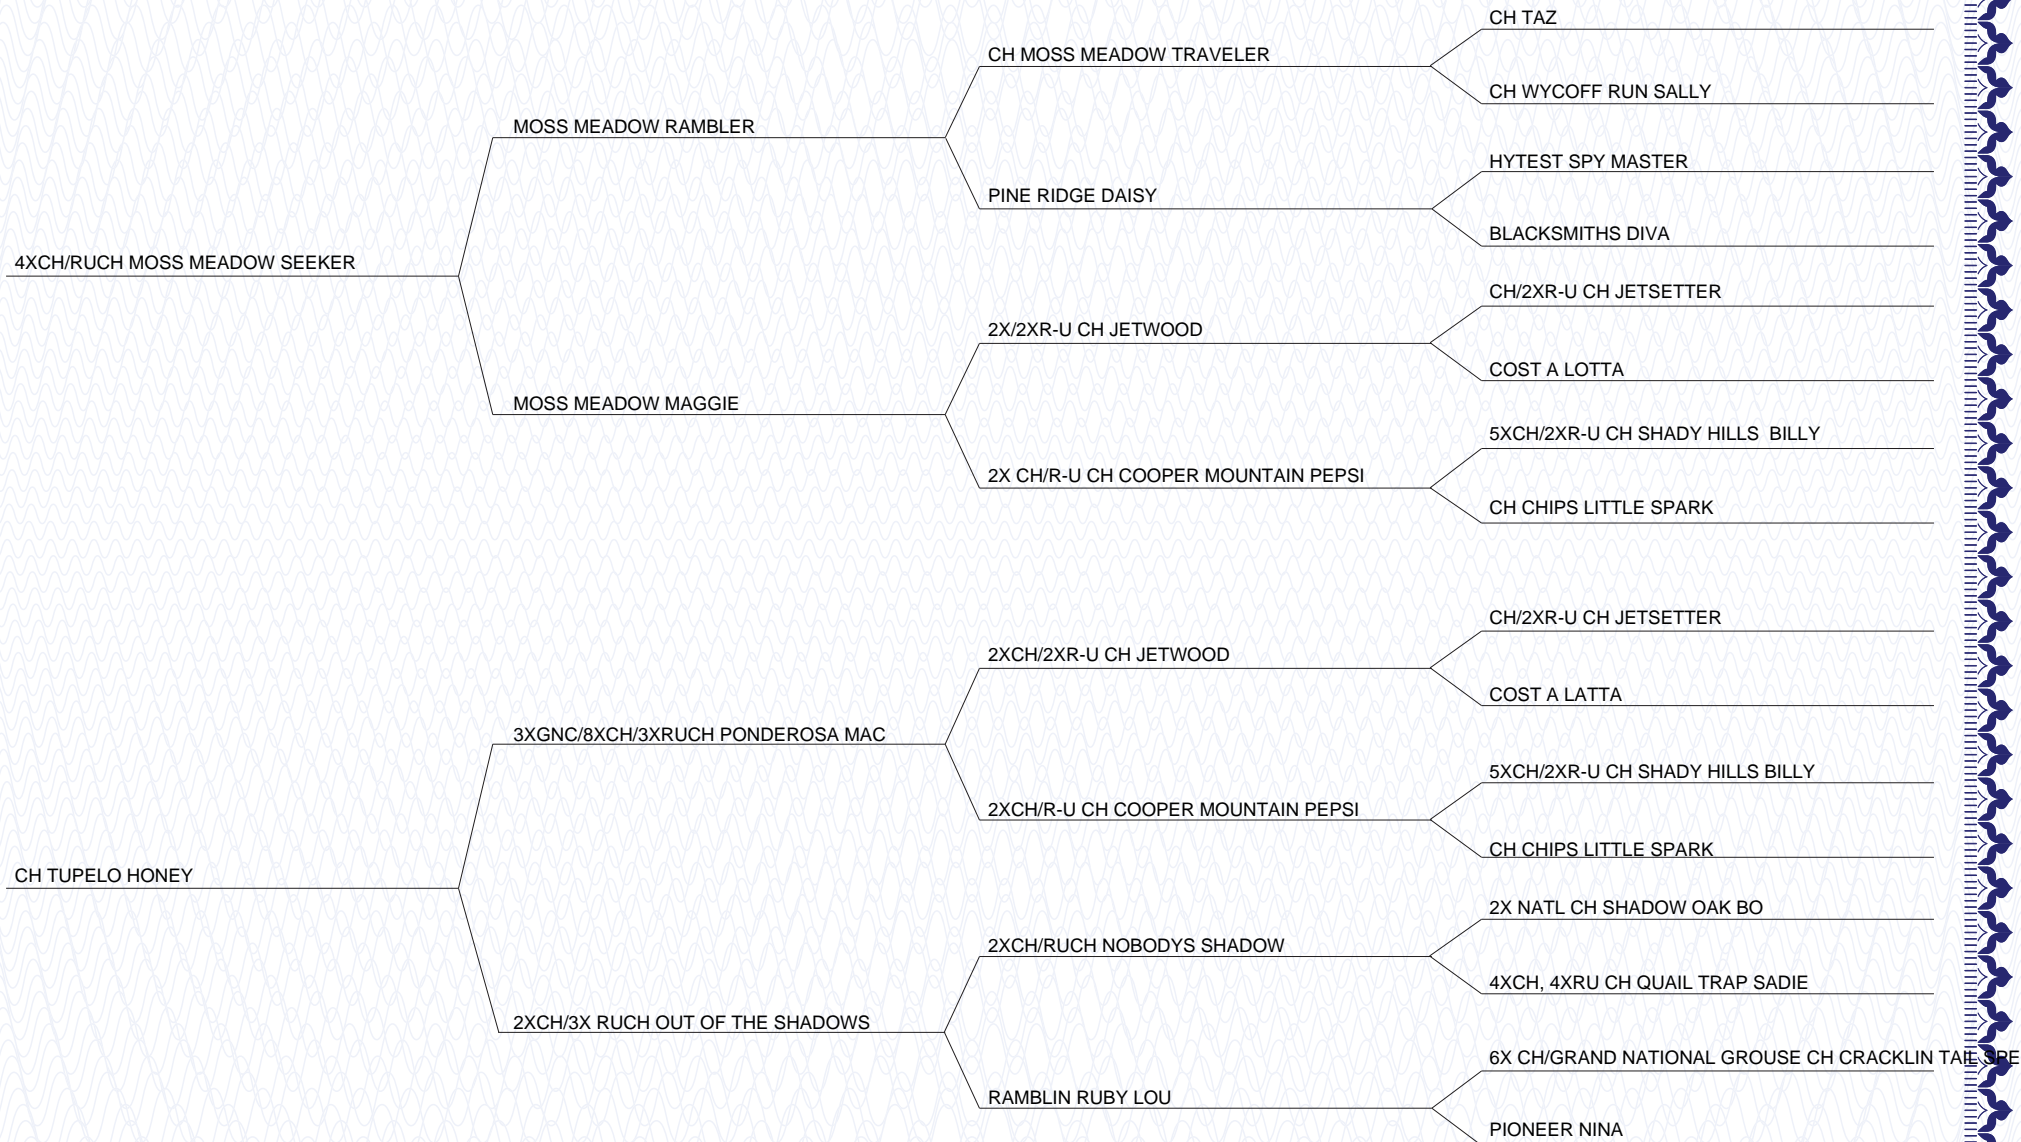 CH TAZ
CH MOSS MEADOW TRAVELER
CH WYCOFF RUN SALLY
MOSS MEADOW RAMBLER
HYTEST SPY MASTER
PINE RIDGE DAISY
BLACKSMITHS DIVA
4XCH/RUCH MOSS MEADOW SEEKER
CH/2XR-U CH JETSETTER
2X/2XR-U CH JETWOOD
COST A LOTTA
MOSS MEADOW MAGGIE
5XCH/2XR-U CH SHADY HILLS  BILLY
2X CH/R-U CH COOPER MOUNTAIN PEPSI
CH CHIPS LITTLE SPARK
CH/2XR-U CH JETSETTER
2XCH/2XR-U CH JETWOOD
COST A LATTA
3XGNC/8XCH/3XRUCH PONDEROSA MAC
5XCH/2XR-U CH SHADY HILLS BILLY
2XCH/R-U CH COOPER MOUNTAIN PEPSI
CH CHIPS LITTLE SPARK
CH TUPELO HONEY
2X NATL CH SHADOW OAK BO
2XCH/RUCH NOBODYS SHADOW
4XCH, 4XRU CH QUAIL TRAP SADIE
2XCH/3X RUCH OUT OF THE SHADOWS
6X CH/GRAND NATIONAL GROUSE CH CRACKLIN TAIL SPE
RAMBLIN RUBY LOU
PIONEER NINA